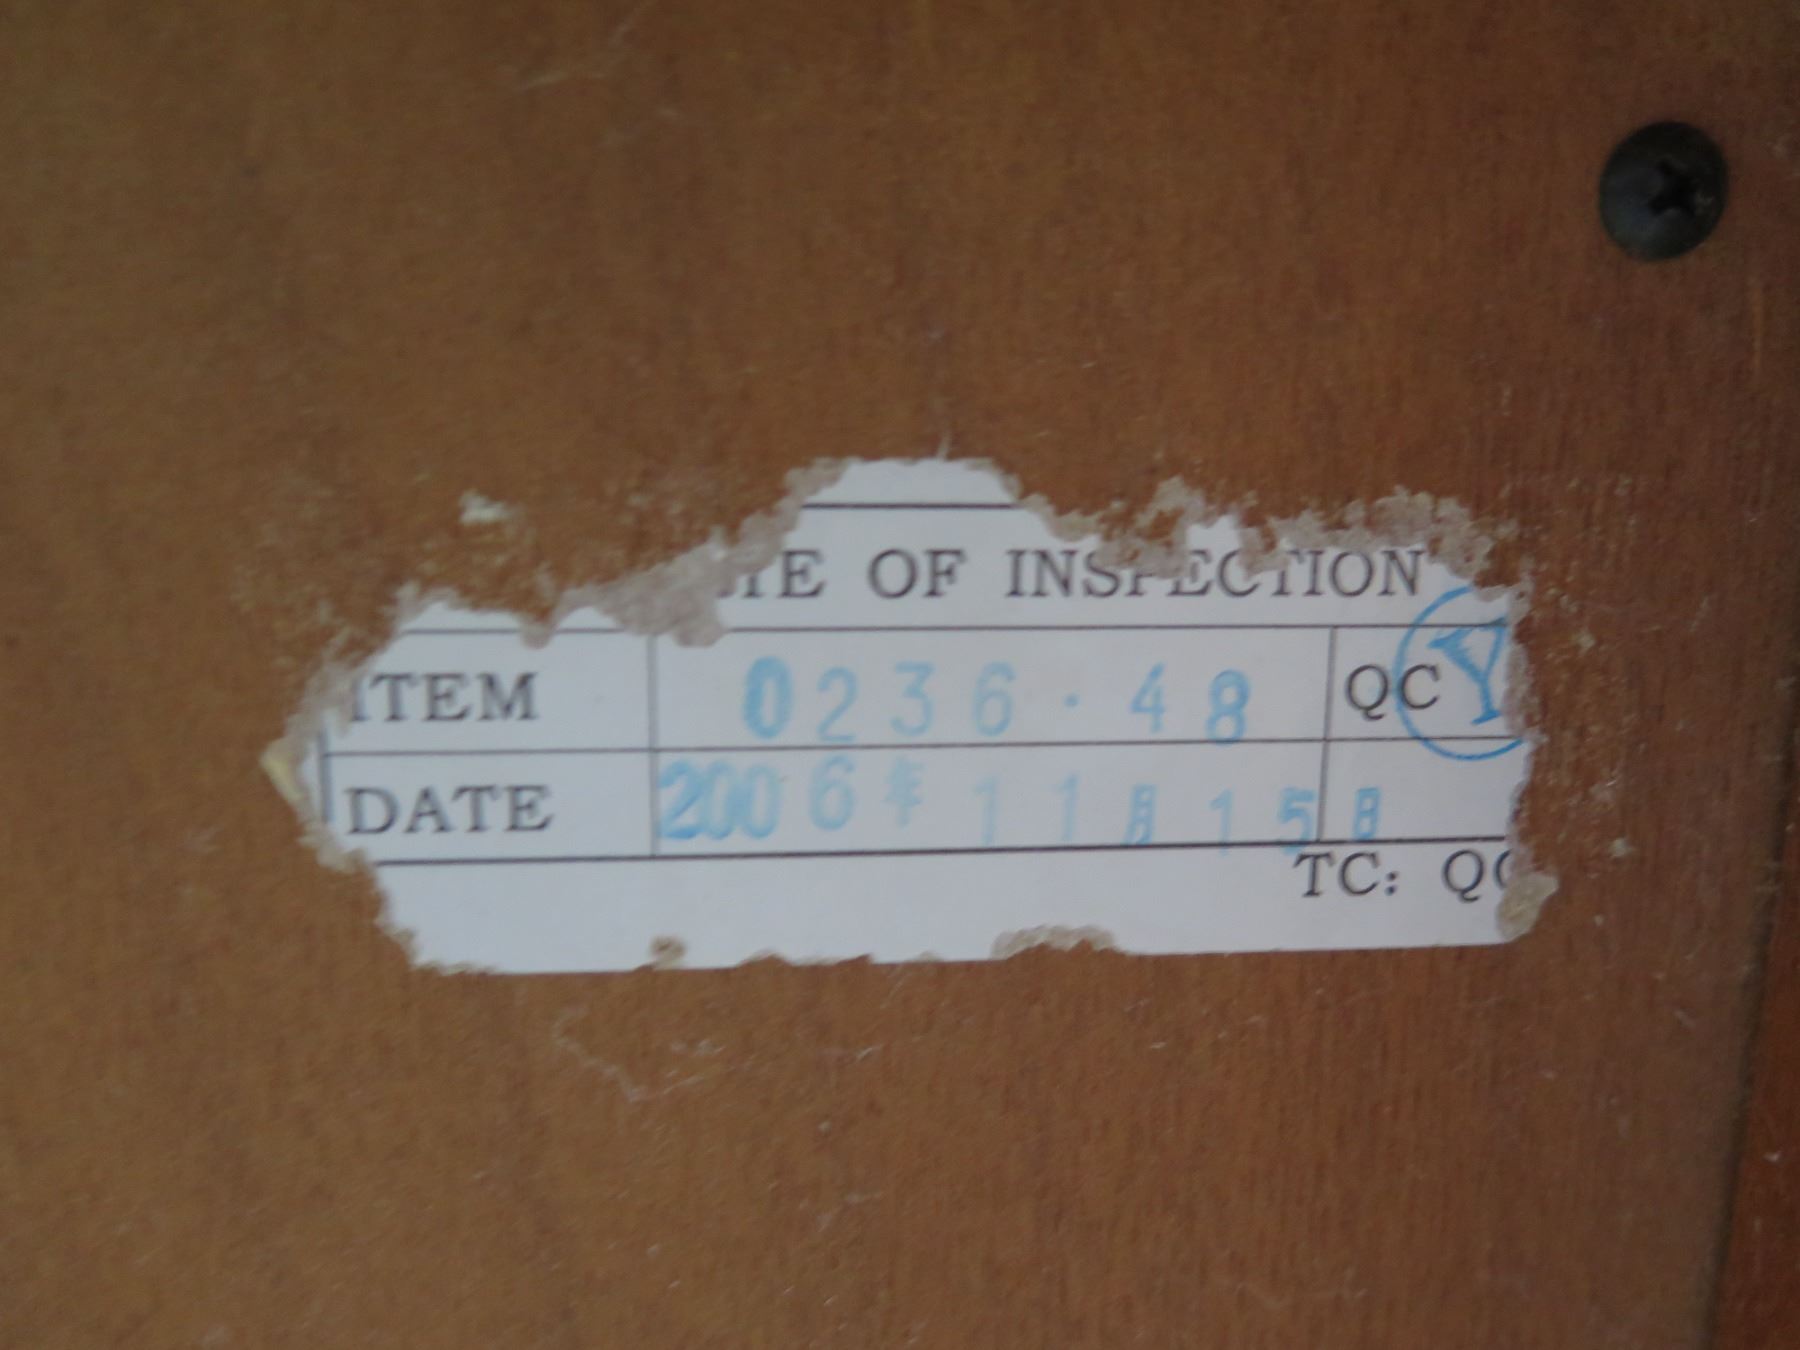 TE OF INSPECTION
ITEM 0236·48 QC Y
DATE 2006年11月15日
TC: QC